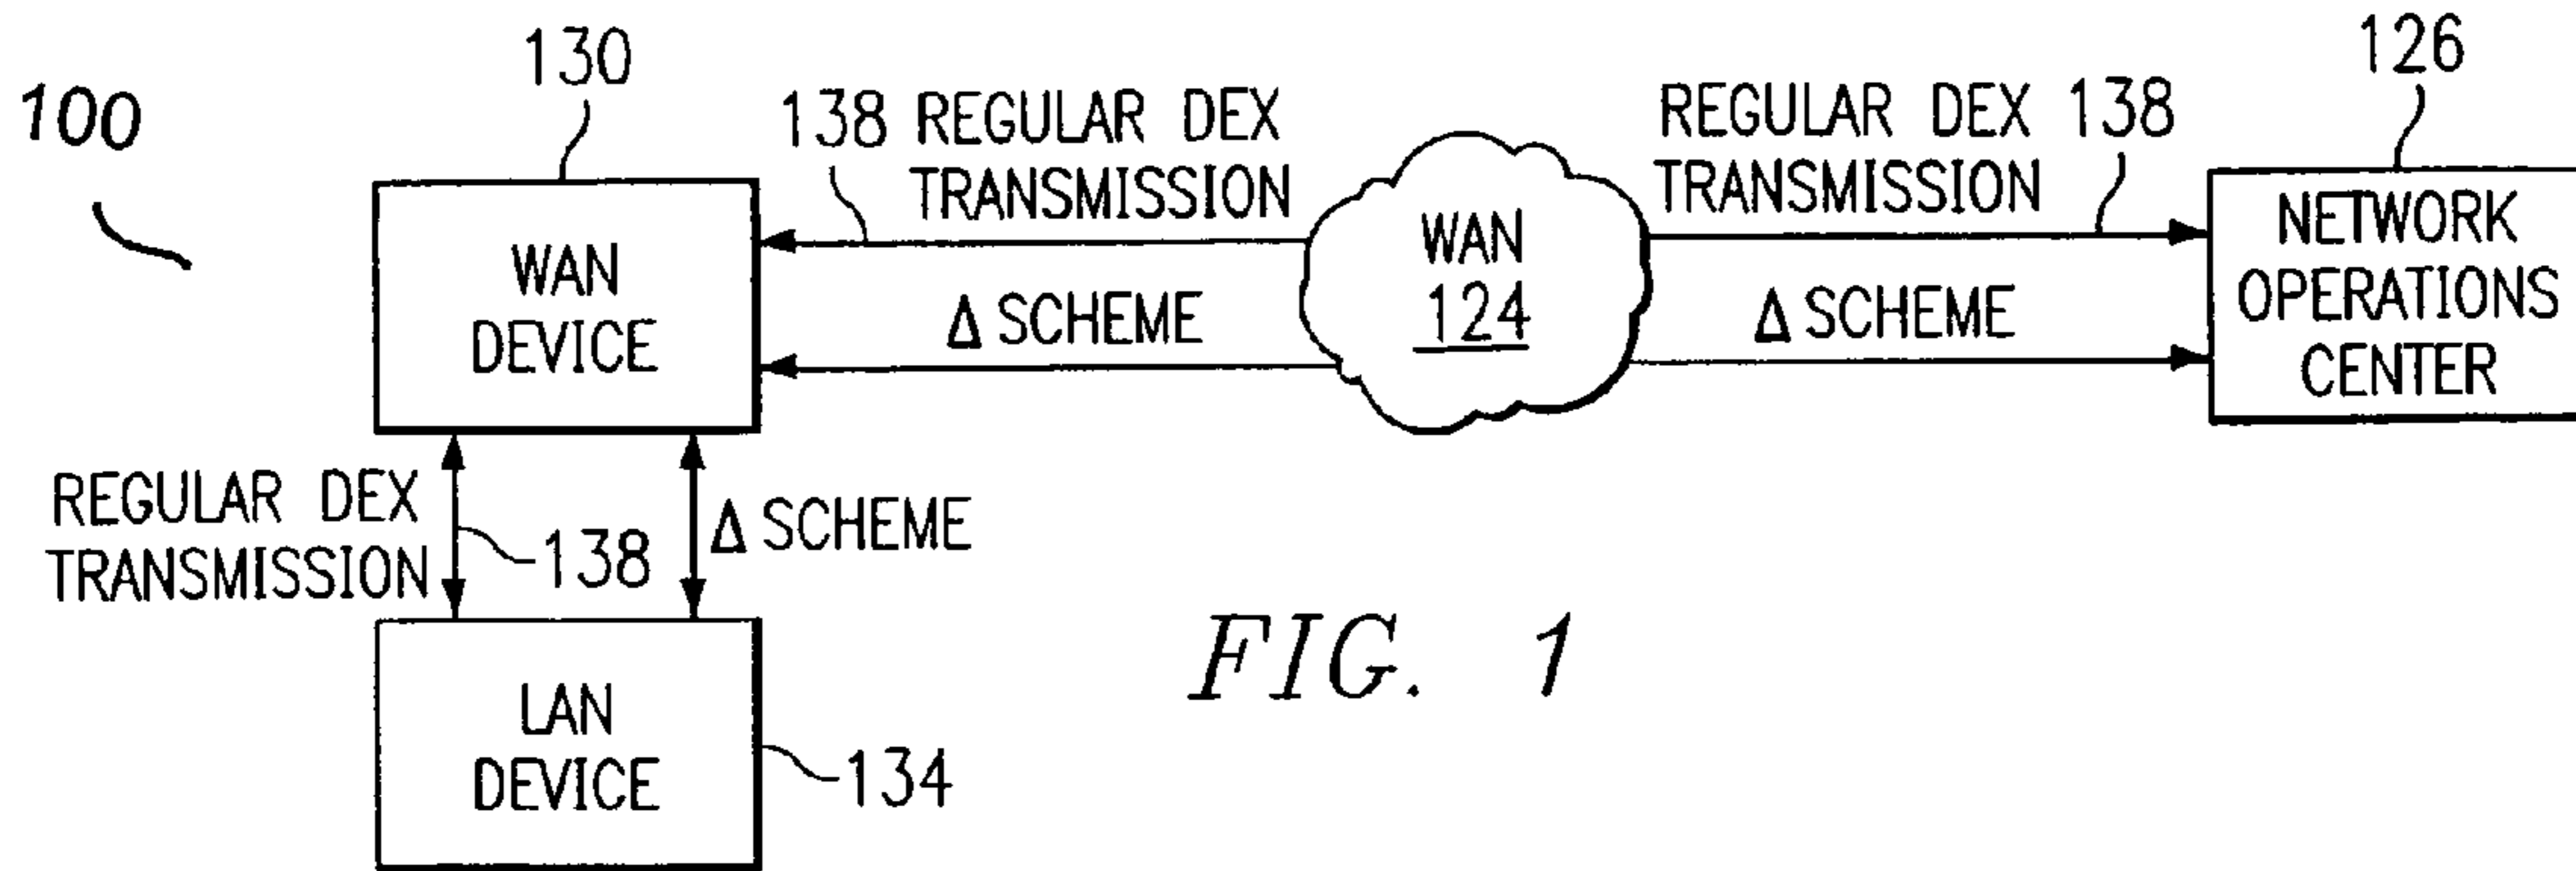 100
130
138 REGULAR DEX
TRANSMISSION
REGULAR DEX 138
TRANSMISSION
126
WAN
DEVICE
WAN
124
NETWORK
OPERATIONS
CENTER
Δ SCHEME
Δ SCHEME
REGULAR DEX
TRANSMISSION
138
Δ SCHEME
LAN
DEVICE
134
FIG. 1